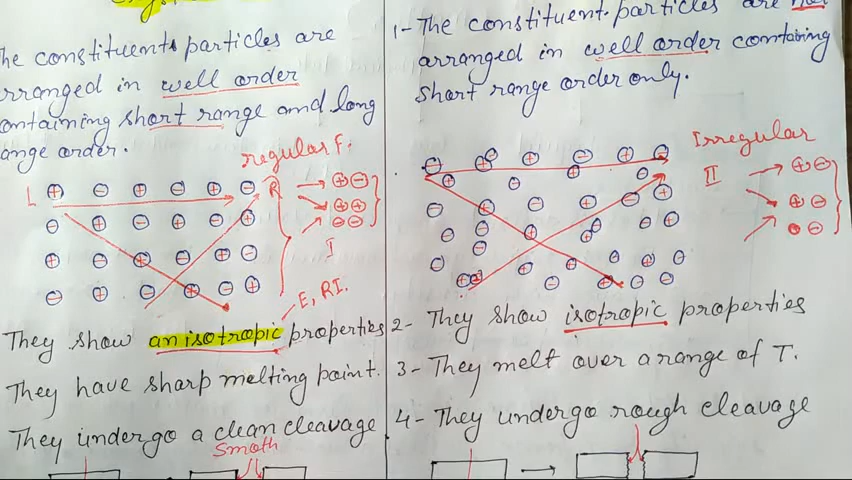 he constituent particles are
rranged in well order
ontaining short range and long
ange order.
regular F.
L
R
I
E, RI.
They show anisotropic properties
They have sharp melting point.
They undergo a clean cleavage
Smoth
1- The constituent particles are not
arranged in well order containing
short range order only.
Irregular
II
2- They show isotropic properties
3- They melt over a range of T.
4- They undergo rough cleavage